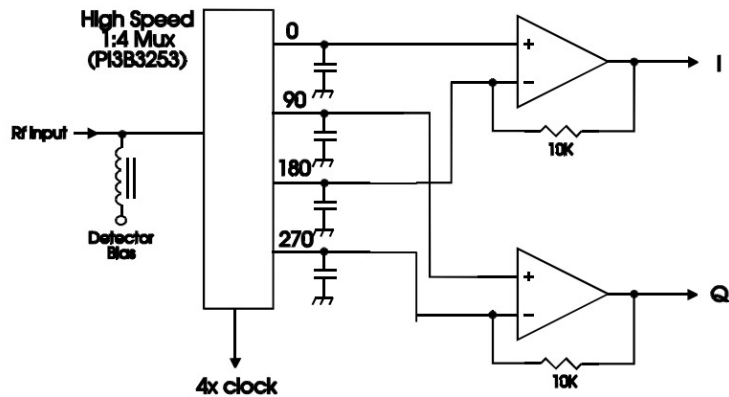 High Speed
1:4 Mux
(PI3B3253)
0
+
-
I
10K
90
Rf Input
180
Detector
Bias
270
+
-
Q
10K
4x clock